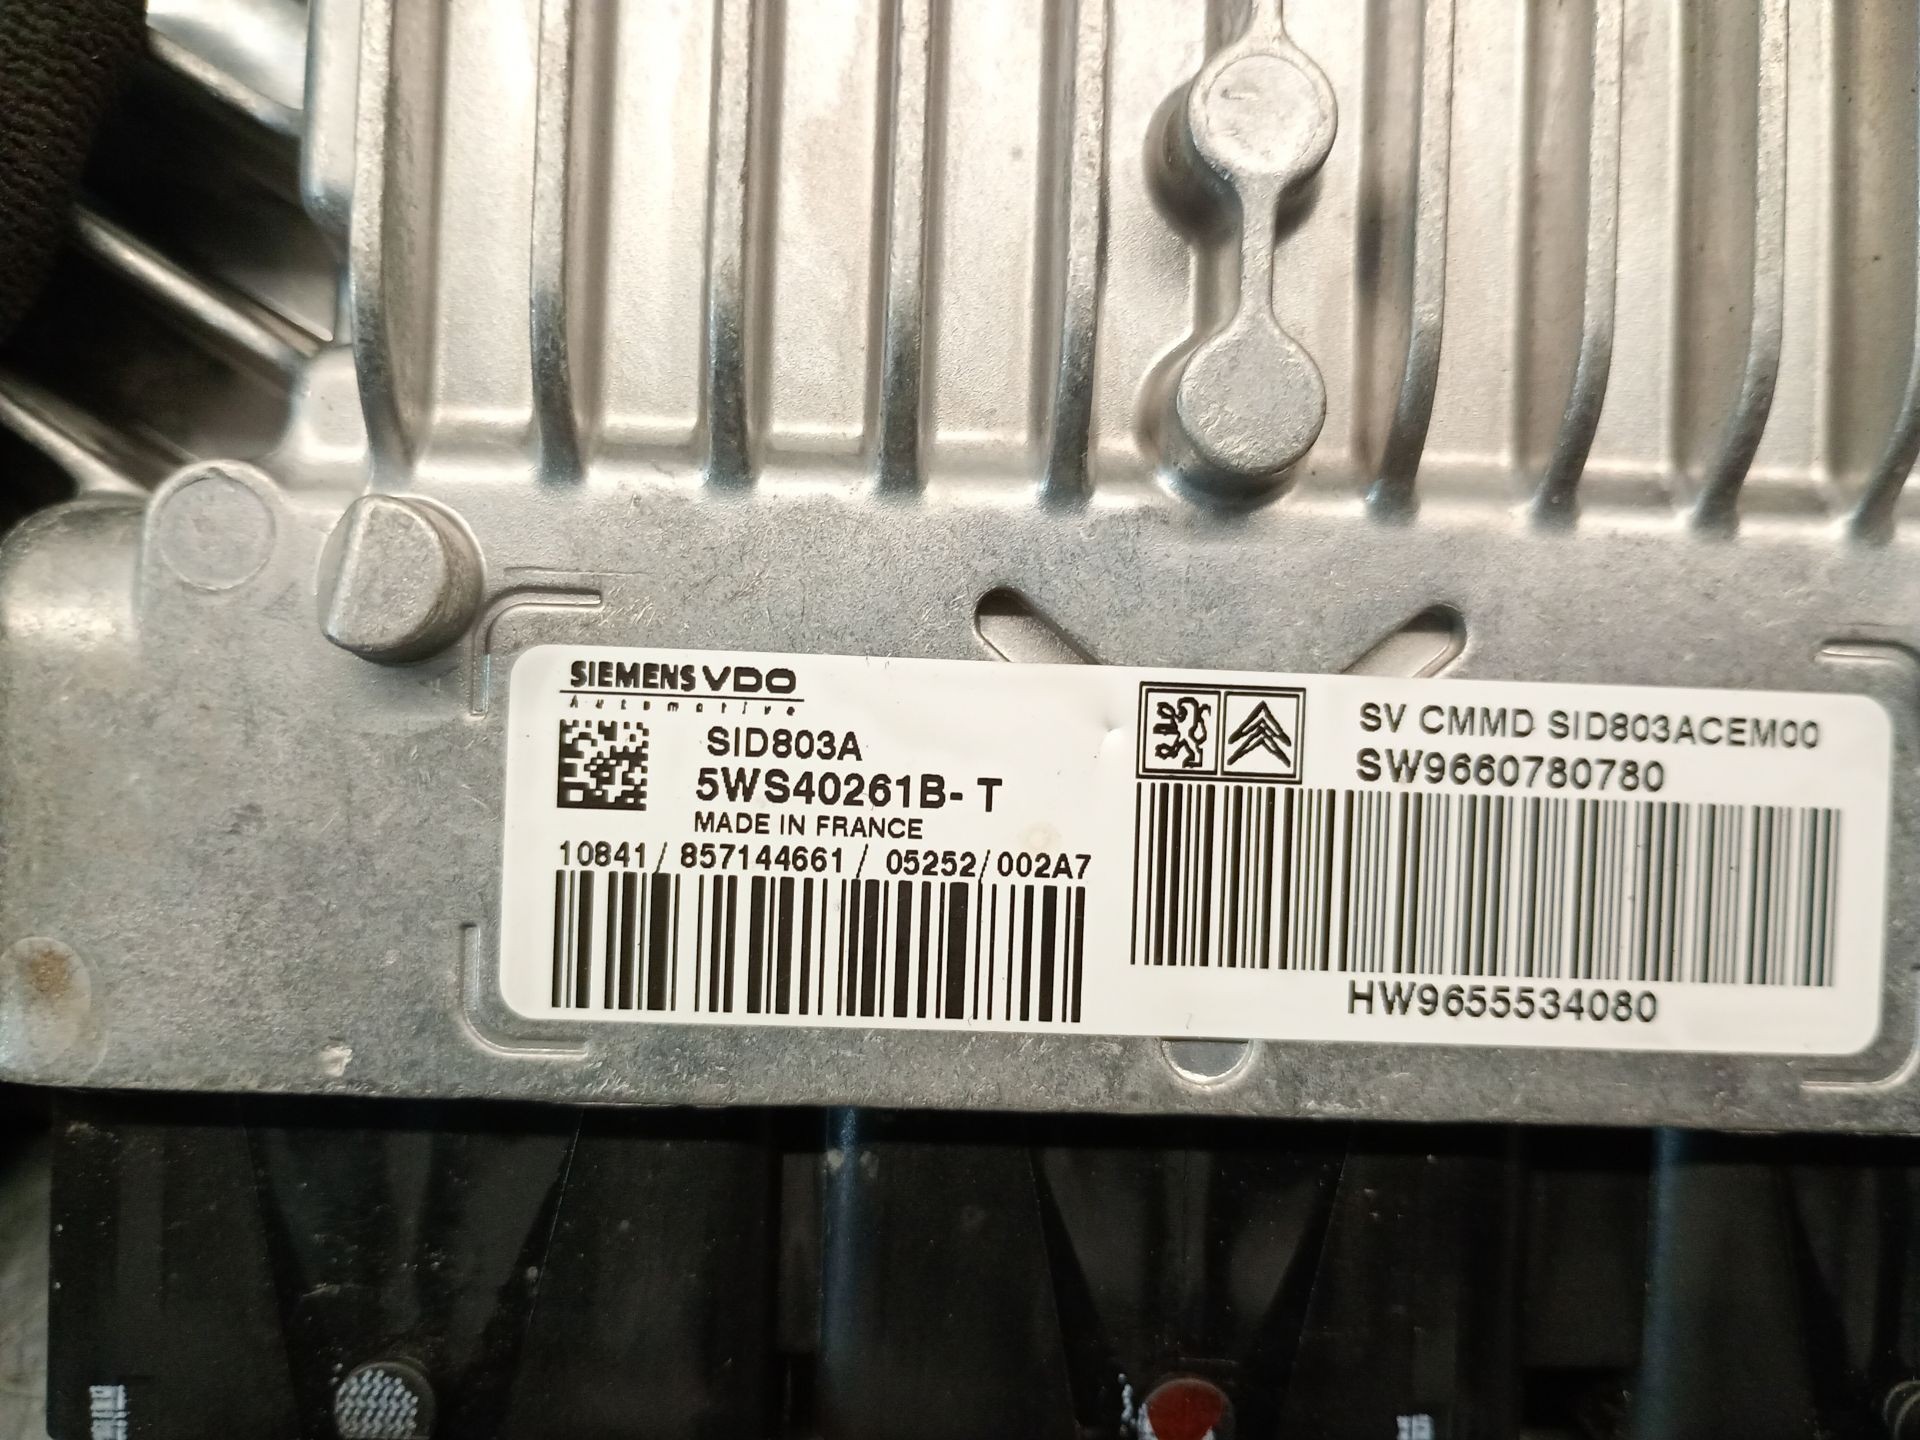 SIEMENS VDO
Automotive
SID803A
5WS40261B-T
MADE IN FRANCE
10841/857144661/05252/002A7
SV CMMD SID803ACEM00
SW9660780780
HW9655534080